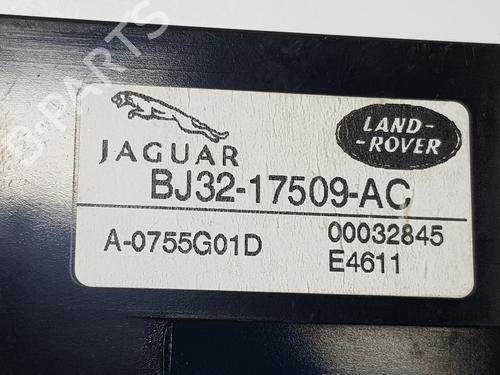 B-PARTS
JAGUAR
LAND-
-ROVER
BJ32-17509-AC
A-0755G01D
00032845
E4611